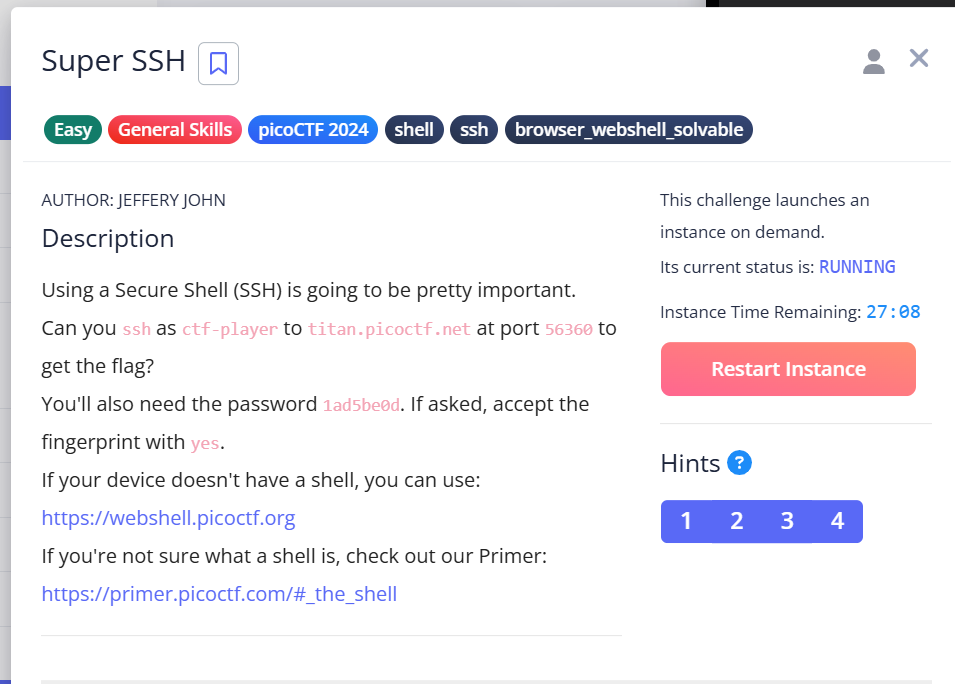 Super SSH
Easy General Skills picoCTF 2024 shell ssh browser_webshell_solvable
AUTHOR: JEFFERY JOHN
Description
Using a Secure Shell (SSH) is going to be pretty important.
Can you ssh as ctf-player to titan.picoctf.net at port 56360 to
get the flag?
You'll also need the password 1ad5be0d. If asked, accept the
fingerprint with yes.
If your device doesn't have a shell, you can use:
https://webshell.picoctf.org
If you're not sure what a shell is, check out our Primer:
https://primer.picoctf.com/#_the_shell
This challenge launches an
instance on demand.
Its current status is: RUNNING
Instance Time Remaining: 27:08
Restart Instance
Hints ?
1 2 3 4